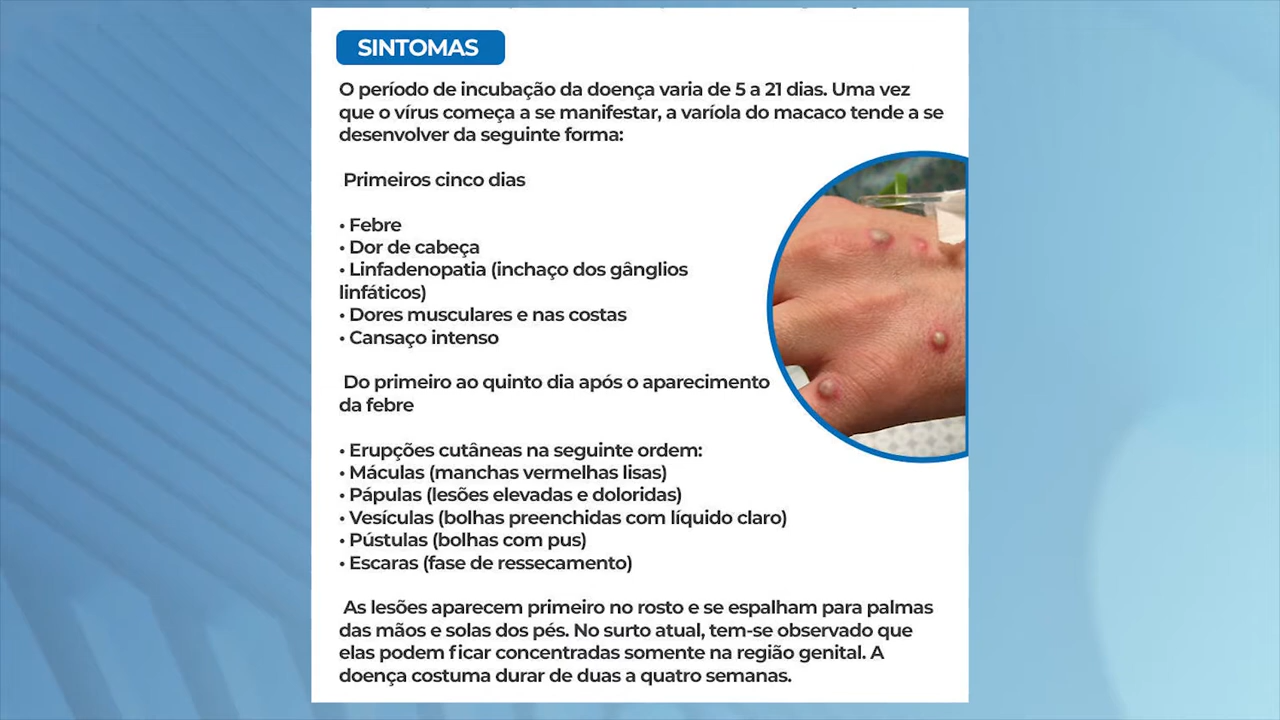 SINTOMAS
O período de incubação da doença varia de 5 a 21 dias. Uma vez
que o vírus começa a se manifestar, a varíola do macaco tende a se
desenvolver da seguinte forma:
Primeiros cinco dias
• Febre
• Dor de cabeça
• Linfadenopatia (inchaço dos gânglios
linfáticos)
• Dores musculares e nas costas
• Cansaço intenso
Do primeiro ao quinto dia após o aparecimento
da febre
• Erupções cutâneas na seguinte ordem:
• Máculas (manchas vermelhas lisas)
• Pápulas (lesões elevadas e doloridas)
• Vesículas (bolhas preenchidas com líquido claro)
• Pústulas (bolhas com pus)
• Escaras (fase de ressecamento)
As lesões aparecem primeiro no rosto e se espalham para palmas
das mãos e solas dos pés. No surto atual, tem-se observado que
elas podem ficar concentradas somente na região genital. A
doença costuma durar de duas a quatro semanas.